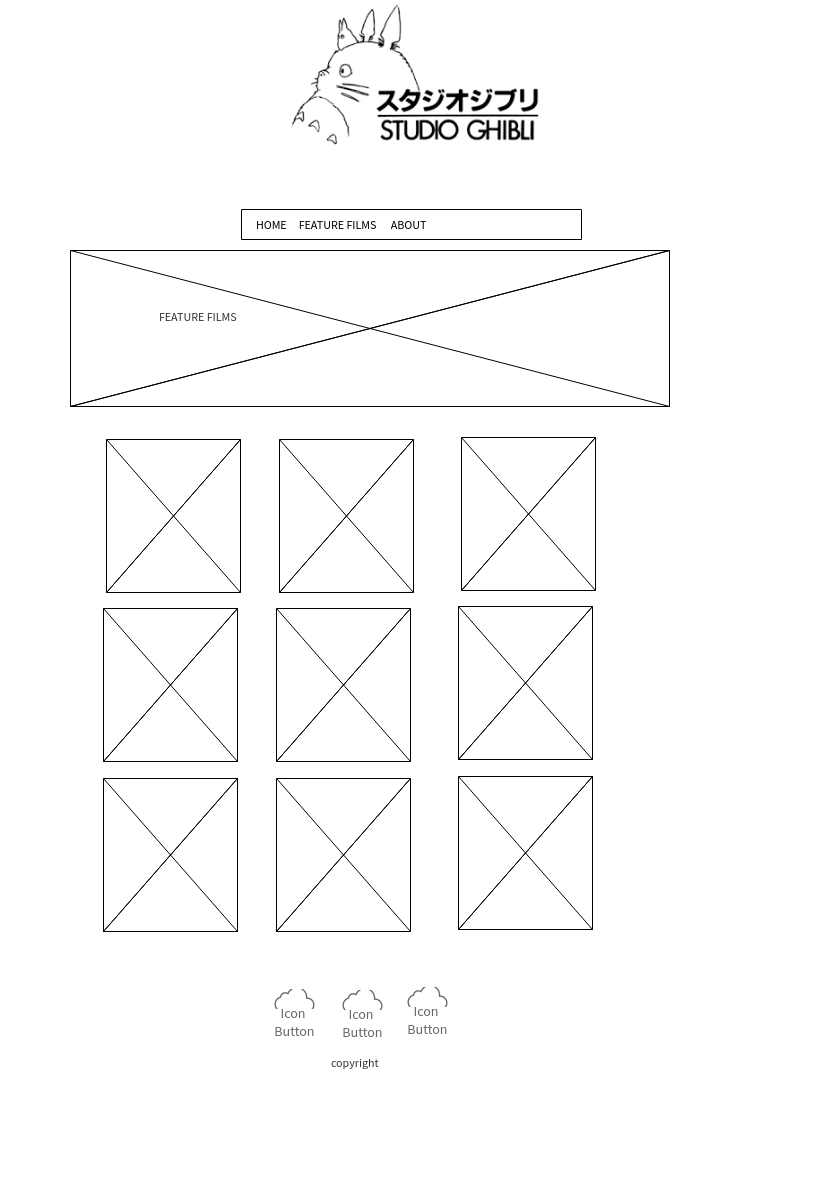 スタジオジブリ
STUDIO GHIBLI
HOME FEATURE FILMS ABOUT
FEATURE FILMS
Icon Button
Icon Button
Icon Button
copyright